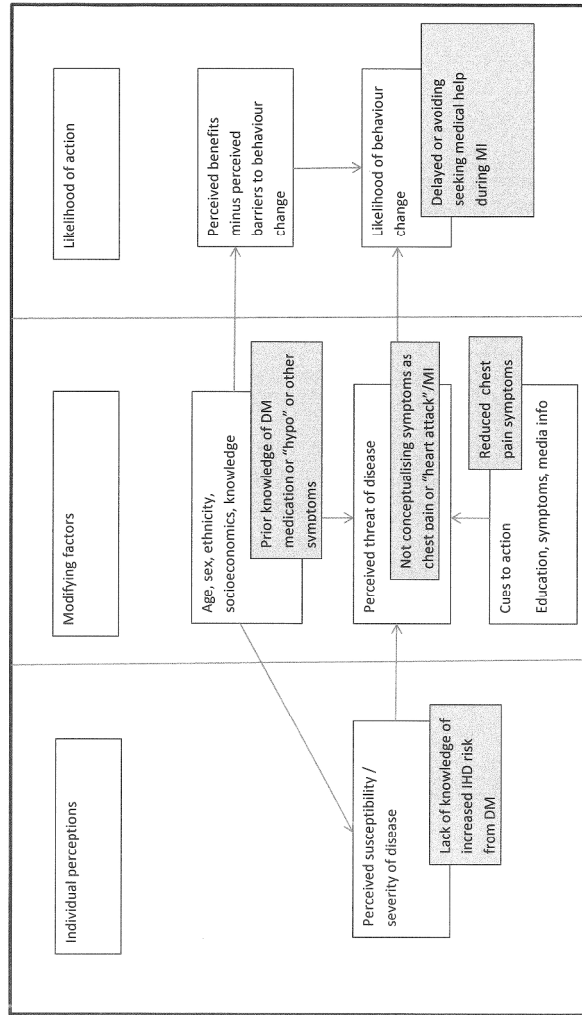 Individual perceptions
Modifying factors
Likelihood of action
Age, sex, ethnicity,
socioeconomics, knowledge
Prior knowledge of DM
medication or “hypo” or other
symptoms
Perceived benefits
minus perceived
barriers to behaviour
change
Perceived susceptibility /
severity of disease
Lack of knowledge of
increased IHD risk
from DM
Perceived threat of disease
Not conceptualising symptoms as
chest pain or “heart attack”/MI
Likelihood of behaviour
change
Delayed or avoiding
seeking medical help
during MI
Cues to action
Education, symptoms, media info
Reduced chest
pain symptoms